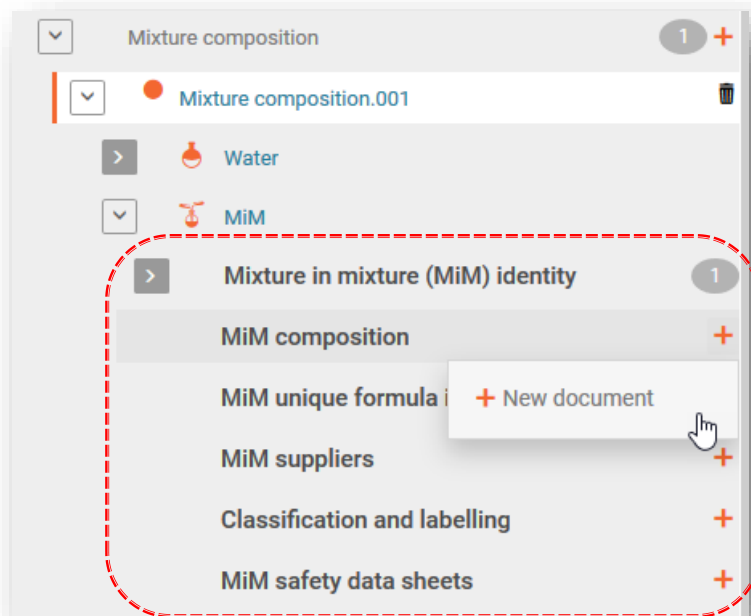 Mixture composition 1 +
Mixture composition.001
Water
MiM
Mixture in mixture (MiM) identity 1
MiM composition +
MiM unique formula
+ New document
MiM suppliers +
Classification and labelling +
MiM safety data sheets +